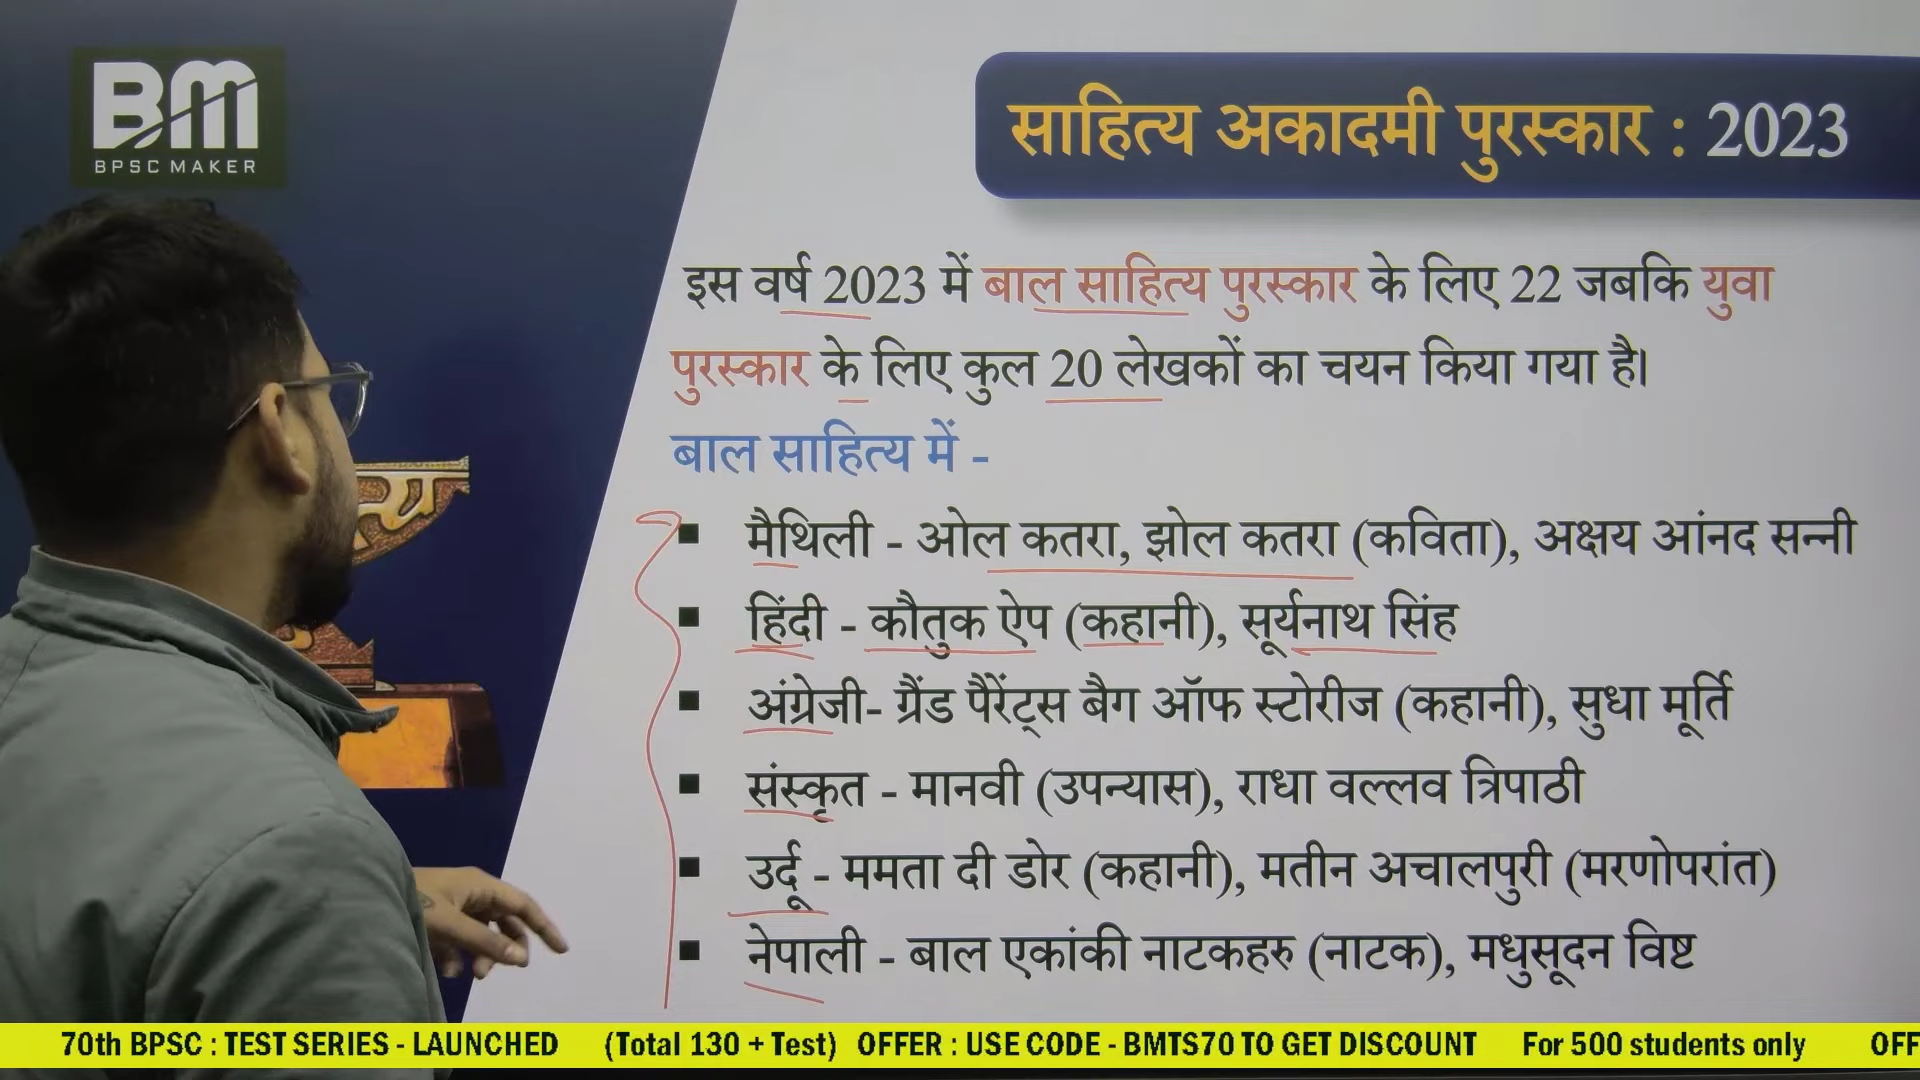 BM
BPSC MAKER
साहित्य अकादमी पुरस्कार : 2023
इस वर्ष 2023 में बाल साहित्य पुरस्कार के लिए 22 जबकि युवा
पुरस्कार के लिए कुल 20 लेखकों का चयन किया गया है।
बाल साहित्य में -
▪ मैथिली - ओल कतरा, झोल कतरा (कविता), अक्षय आंनद सन्नी
▪ हिंदी - कौतुक ऐप (कहानी), सूर्यनाथ सिंह
▪ अंग्रेजी- ग्रैंड पैरेंट्स बैग ऑफ स्टोरीज (कहानी), सुधा मूर्ति
▪ संस्कृत - मानवी (उपन्यास), राधा वल्लव त्रिपाठी
▪ उर्दू - ममता दी डोर (कहानी), मतीन अचालपुरी (मरणोपरांत)
▪ नेपाली - बाल एकांकी नाटकहरु (नाटक), मधुसूदन विष्ट
70th BPSC : TEST SERIES - LAUNCHED (Total 130 + Test) OFFER : USE CODE - BMTS70 TO GET DISCOUNT For 500 students only OFF